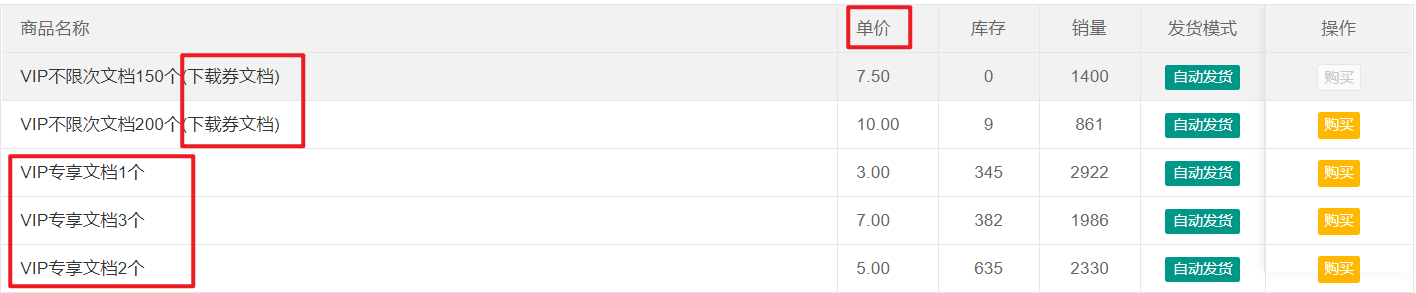 商品名称 单价 库存 销量 发货模式 操作
VIP不限次文档150个(下载券文档) 7.50 0 1400 自动发货 购买
VIP不限次文档200个(下载券文档) 10.00 9 861 自动发货 购买
VIP专享文档1个 3.00 345 2922 自动发货 购买
VIP专享文档3个 7.00 382 1986 自动发货 购买
VIP专享文档2个 5.00 635 2330 自动发货 购买